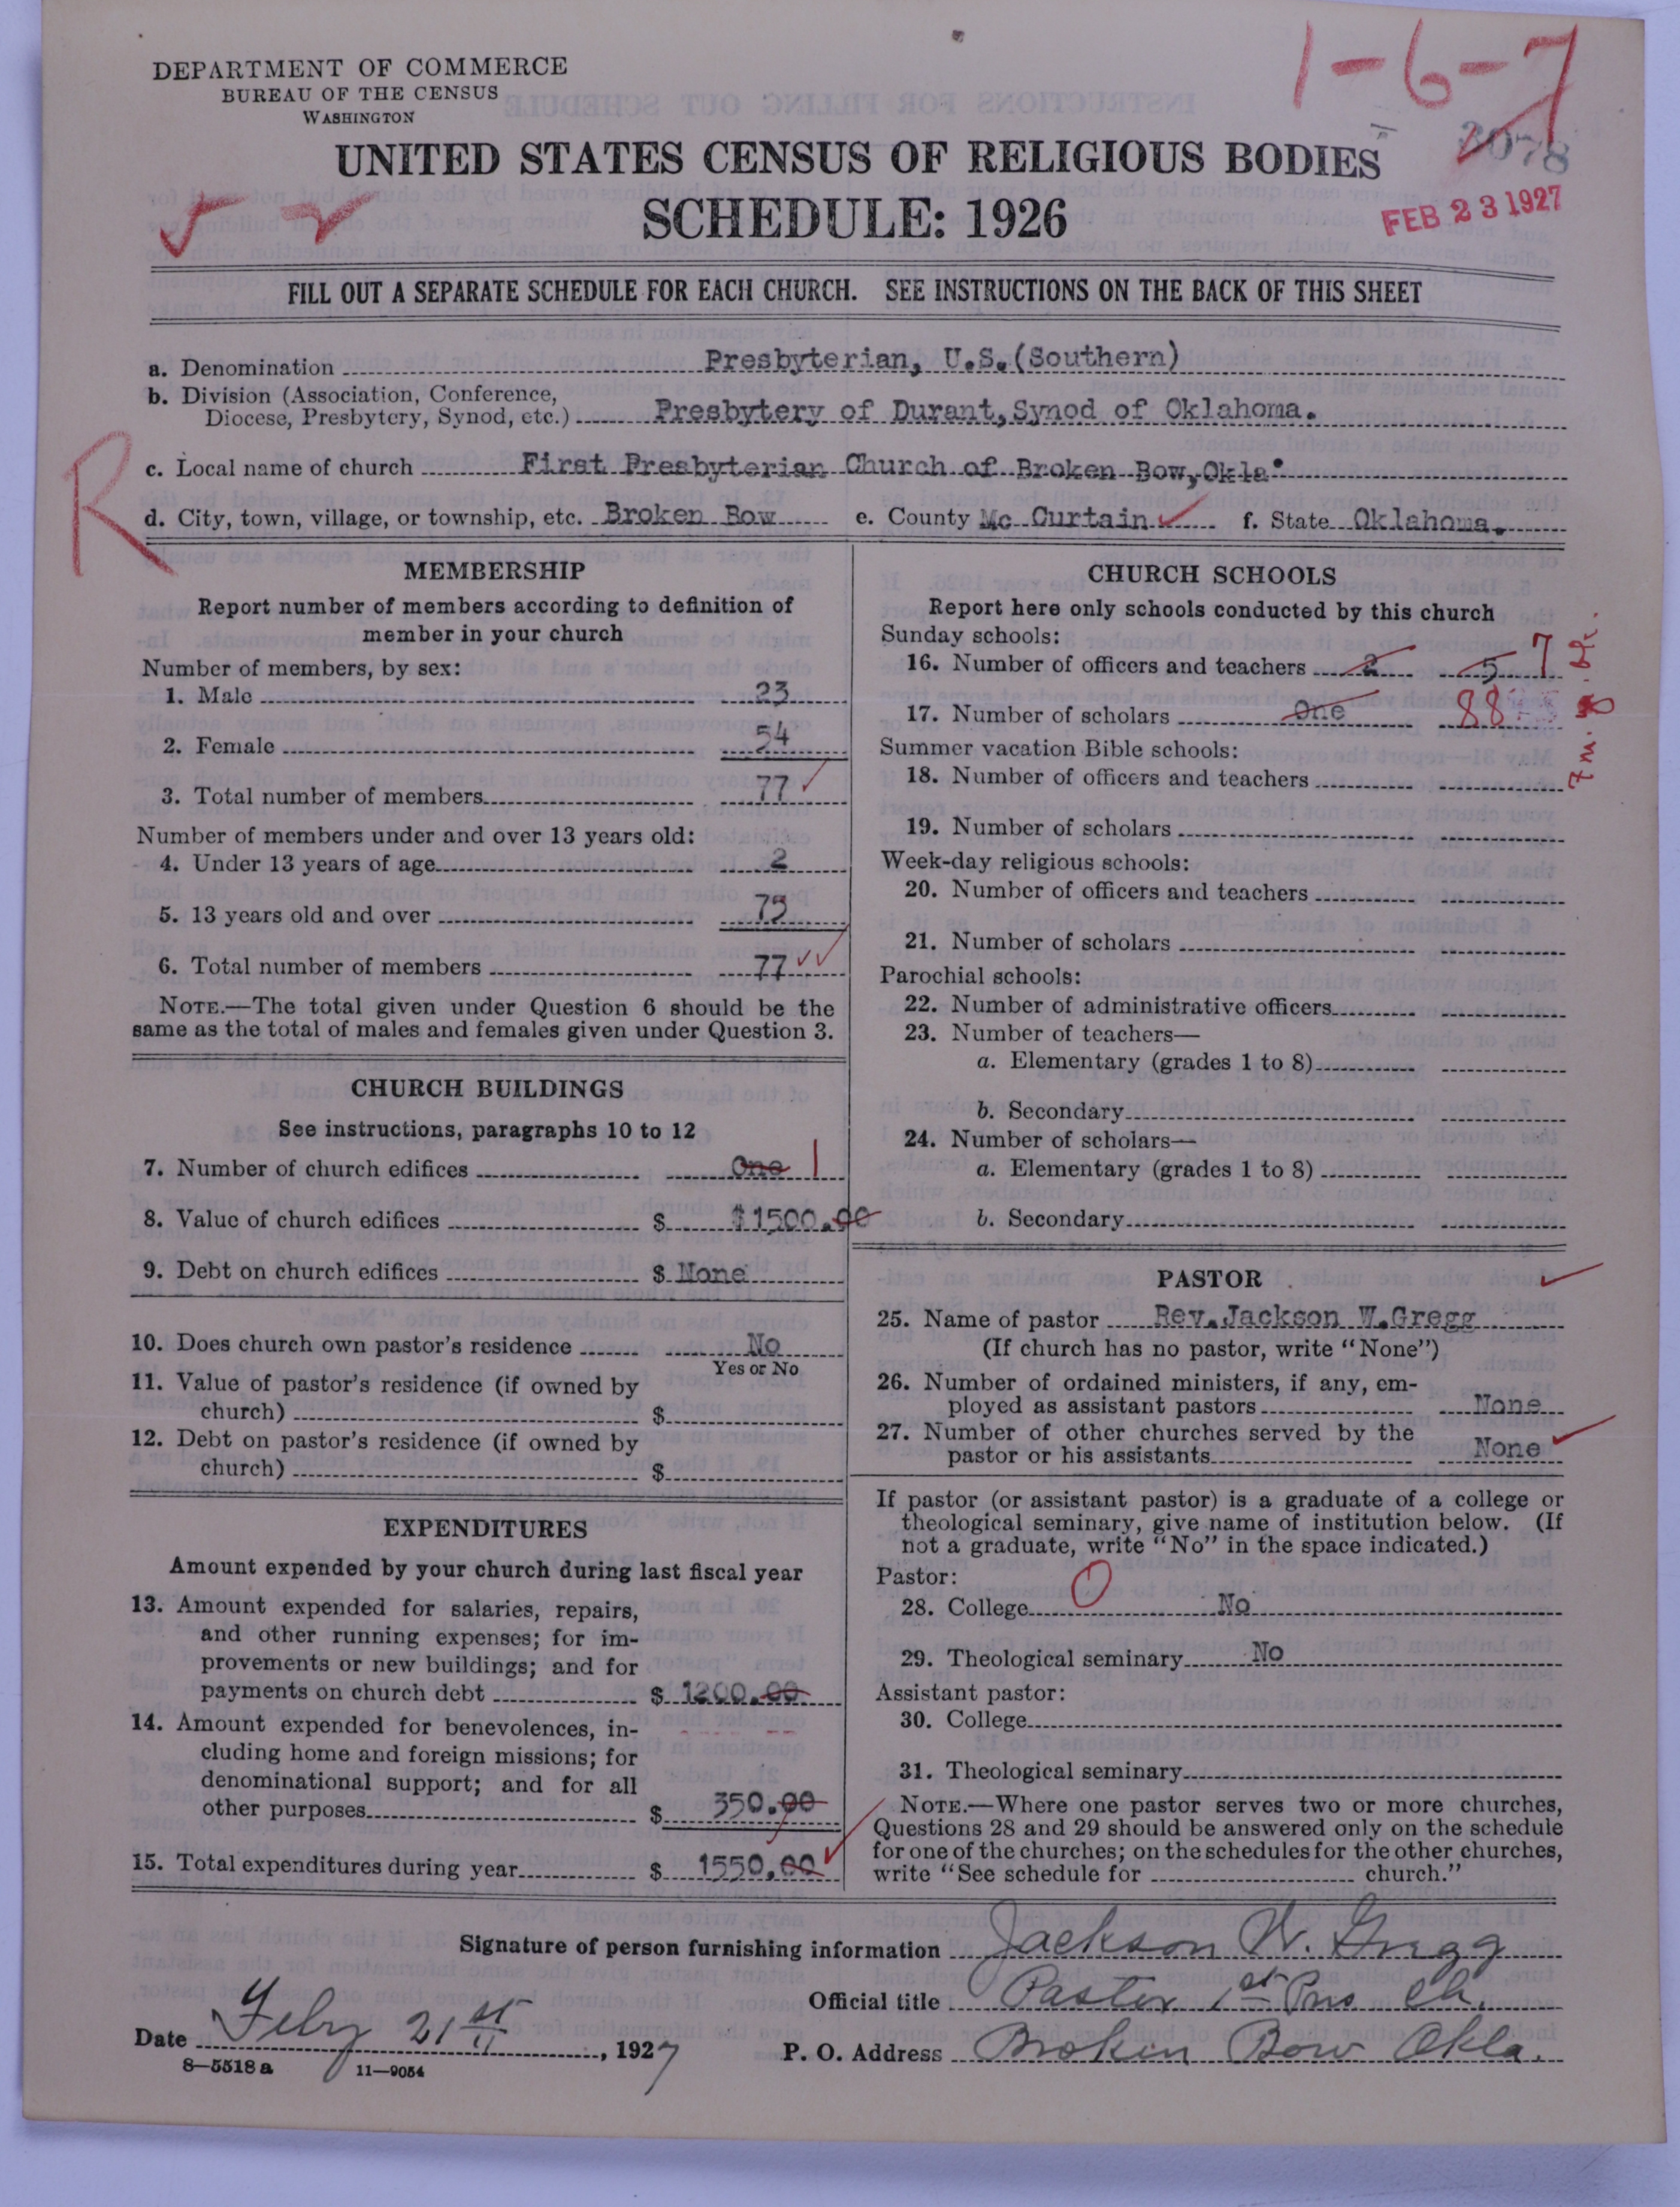 DEPARTMENT OF COMMERCE
BUREAU OF THE CENSUS
WASHINGTON
1-6-7
3078
UNITED STATES CENSUS OF RELIGIOUS BODIES
SCHEDULE: 1926
FEB 23 1927
FILL OUT A SEPARATE SCHEDULE FOR EACH CHURCH. SEE INSTRUCTIONS ON THE BACK OF THIS SHEET
a. Denomination Presbyterian, U.S.(Southern)
b. Division (Association, Conference,
Diocese, Presbytery, Synod, etc.) Presbytery of Durant,Synod of Oklahoma.
R
c. Local name of church First Presbyterian Church of Broken Bow,Okla.
d. City, town, village, or township, etc. Broken Bow e. County Mc Curtain f. State Oklahoma.
MEMBERSHIP
Report number of members according to definition of
member in your church
Number of members, by sex:
1. Male 23
2. Female 54
3. Total number of members 77
Number of members under and over 13 years old:
4. Under 13 years of age 2
5. 13 years old and over 75
6. Total number of members 77
NOTE.—The total given under Question 6 should be the
same as the total of males and females given under Question 3.
CHURCH BUILDINGS
See instructions, paragraphs 10 to 12
7. Number of church edifices One 1
8. Value of church edifices $ $1500.00
9. Debt on church edifices $ None
10. Does church own pastor's residence No
Yes or No
11. Value of pastor's residence (if owned by
church) $
12. Debt on pastor's residence (if owned by
church) $
EXPENDITURES
Amount expended by your church during last fiscal year
13. Amount expended for salaries, repairs,
and other running expenses; for im-
provements or new buildings; and for
payments on church debt $ 1200.00
14. Amount expended for benevolences, in-
cluding home and foreign missions; for
denominational support; and for all
other purposes $ 350.00
15. Total expenditures during year $ 1550.00
CHURCH SCHOOLS
Report here only schools conducted by this church
Sunday schools:
16. Number of officers and teachers 2 5 7
17. Number of scholars One 88
Summer vacation Bible schools:
18. Number of officers and teachers
19. Number of scholars
Week-day religious schools:
20. Number of officers and teachers
21. Number of scholars
Parochial schools:
22. Number of administrative officers
23. Number of teachers—
a. Elementary (grades 1 to 8)
b. Secondary
24. Number of scholars—
a. Elementary (grades 1 to 8)
b. Secondary
PASTOR
25. Name of pastor Rev.Jackson W.Gregg
(If church has no pastor, write "None")
26. Number of ordained ministers, if any, em-
ployed as assistant pastors None
27. Number of other churches served by the
pastor or his assistants None
If pastor (or assistant pastor) is a graduate of a college or
theological seminary, give name of institution below. (If
not a graduate, write "No" in the space indicated.)
Pastor:
28. College 0 No
29. Theological seminary No
Assistant pastor:
30. College
31. Theological seminary
NOTE.—Where one pastor serves two or more churches,
Questions 28 and 29 should be answered only on the schedule
for one of the churches; on the schedules for the other churches,
write "See schedule for church."
Signature of person furnishing information Jackson W. Gregg
Official title Pastor 1st Pres Ch.
Date Feby 21st, 1927
P. O. Address Broken Bow Okla.
8—5518 a 11—9054